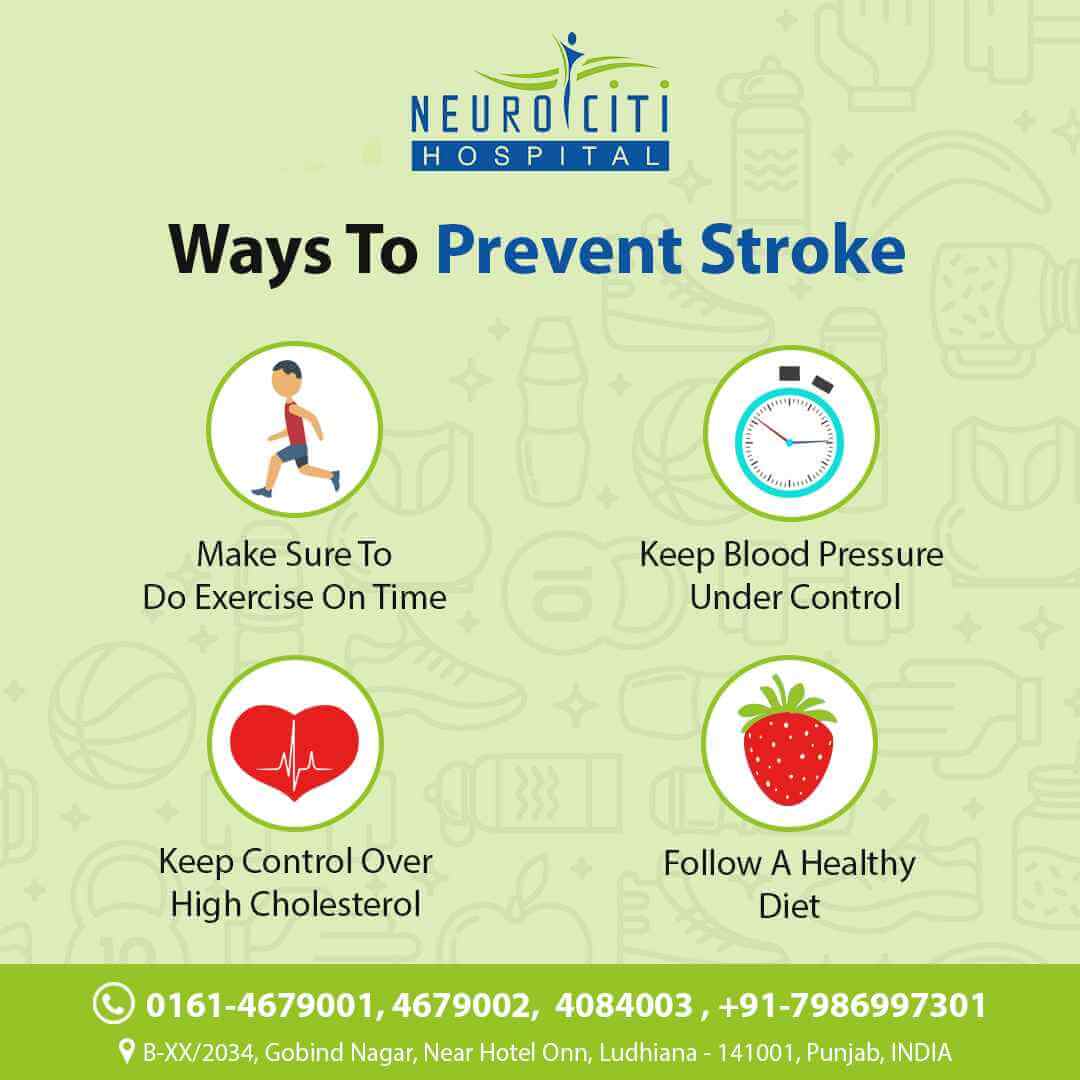 NEURO CITI
HOSPITAL
Ways To Prevent Stroke
Make Sure To
Do Exercise On Time
Keep Blood Pressure
Under Control
Keep Control Over
High Cholesterol
Follow A Healthy
Diet
0161-4679001, 4679002, 4084003 , +91-7986997301
B-XX/2034, Gobind Nagar, Near Hotel Onn, Ludhiana - 141001, Punjab, INDIA
10
10